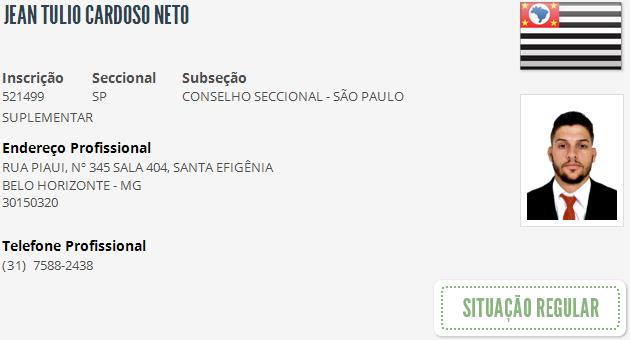 JEAN TULIO CARDOSO NETO
Inscrição Seccional Subseção
521499 SP CONSELHO SECCIONAL - SÃO PAULO
SUPLEMENTAR
Endereço Profissional
RUA PIAUI, Nº 345 SALA 404, SANTA EFIGÊNIA
BELO HORIZONTE - MG
30150320
Telefone Profissional
(31) 7588-2438
SITUAÇÃO REGULAR